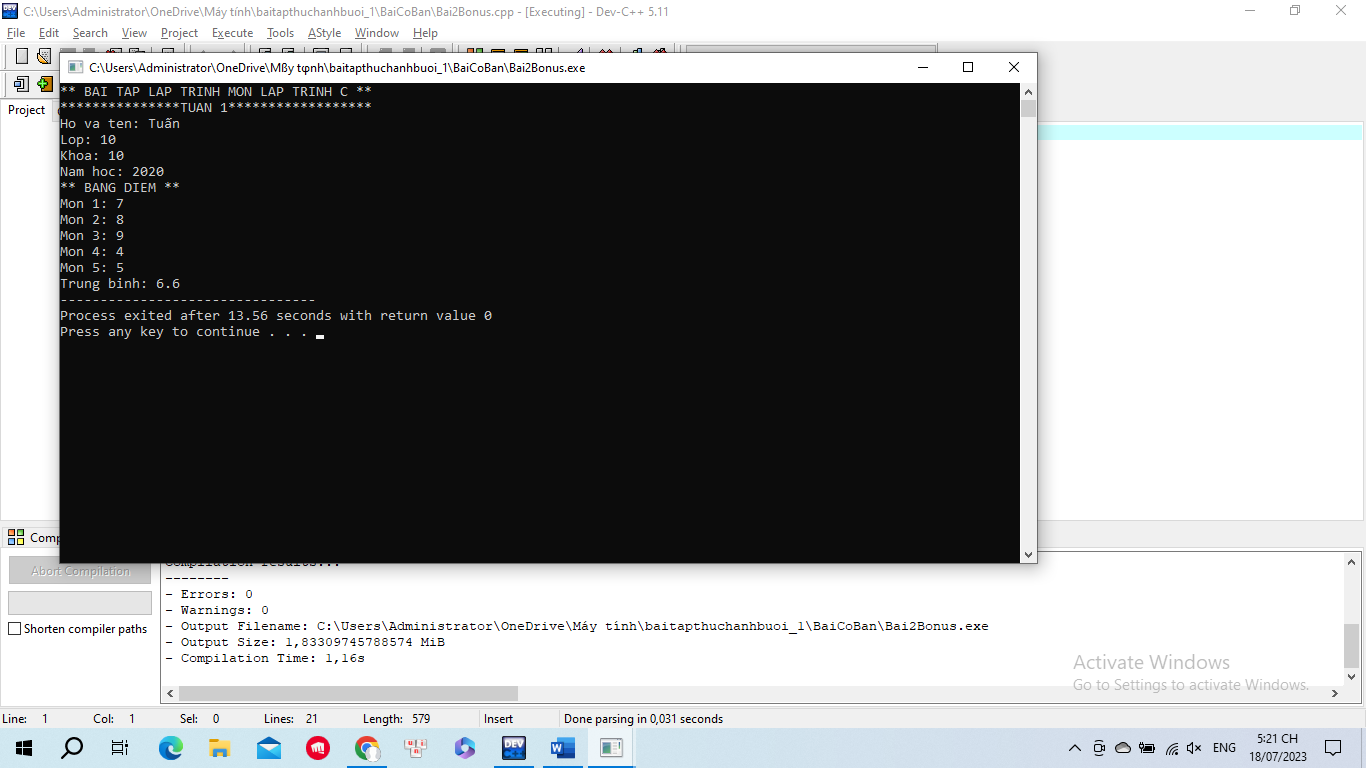 C:\Users\Administrator\OneDrive\Máy tính\baitapthuchanhbuoi_1\BaiCoBan\Bai2Bonus.cpp - [Executing] - Dev-C++ 5.11
File Edit Search View Project Execute Tools AStyle Window Help
C:\Users\Administrator\OneDrive\Mßy tφnh\baitapthuchanhbuoi_1\BaiCoBan\Bai2Bonus.exe
Project
** BAI TAP LAP TRINH MON LAP TRINH C **
***************TUAN 1******************
Ho va ten: Tuấn
Lop: 10
Khoa: 10
Nam hoc: 2020
** BANG DIEM **
Mon 1: 7
Mon 2: 8
Mon 3: 9
Mon 4: 4
Mon 5: 5
Trung binh: 6.6
--------------------------------
Process exited after 13.56 seconds with return value 0
Press any key to continue . . .
Abort Compilation
Shorten compiler paths
Compilation results...
--------
- Errors: 0
- Warnings: 0
- Output Filename: C:\Users\Administrator\OneDrive\Máy tính\baitapthuchanhbuoi_1\BaiCoBan\Bai2Bonus.exe
- Output Size: 1,83309745788574 MiB
- Compilation Time: 1,16s
Activate Windows
Go to Settings to activate Windows.
Line: 1 Col: 1 Sel: 0 Lines: 21 Length: 579 Insert Done parsing in 0,031 seconds
DEV C++
W
ENG
5:21 CH
18/07/2023